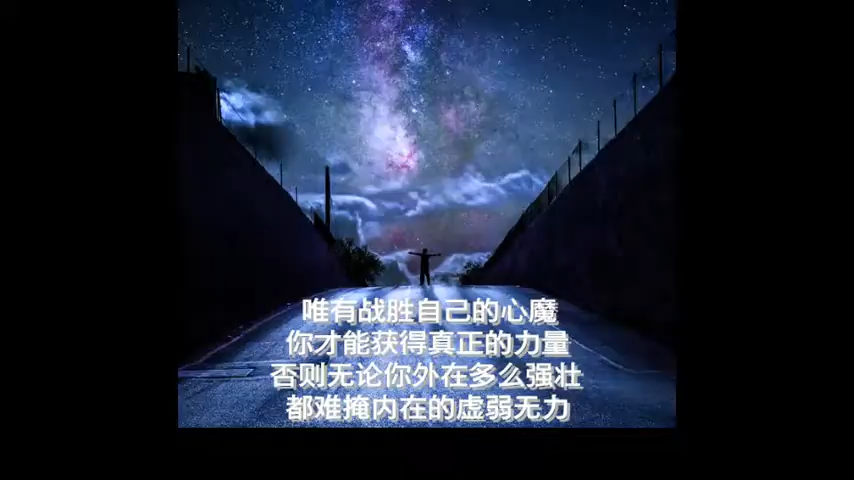 唯有战胜自己的心魔
你才能获得真正的力量
否则无论你外在多么强壮
都难掩内在的虚弱无力